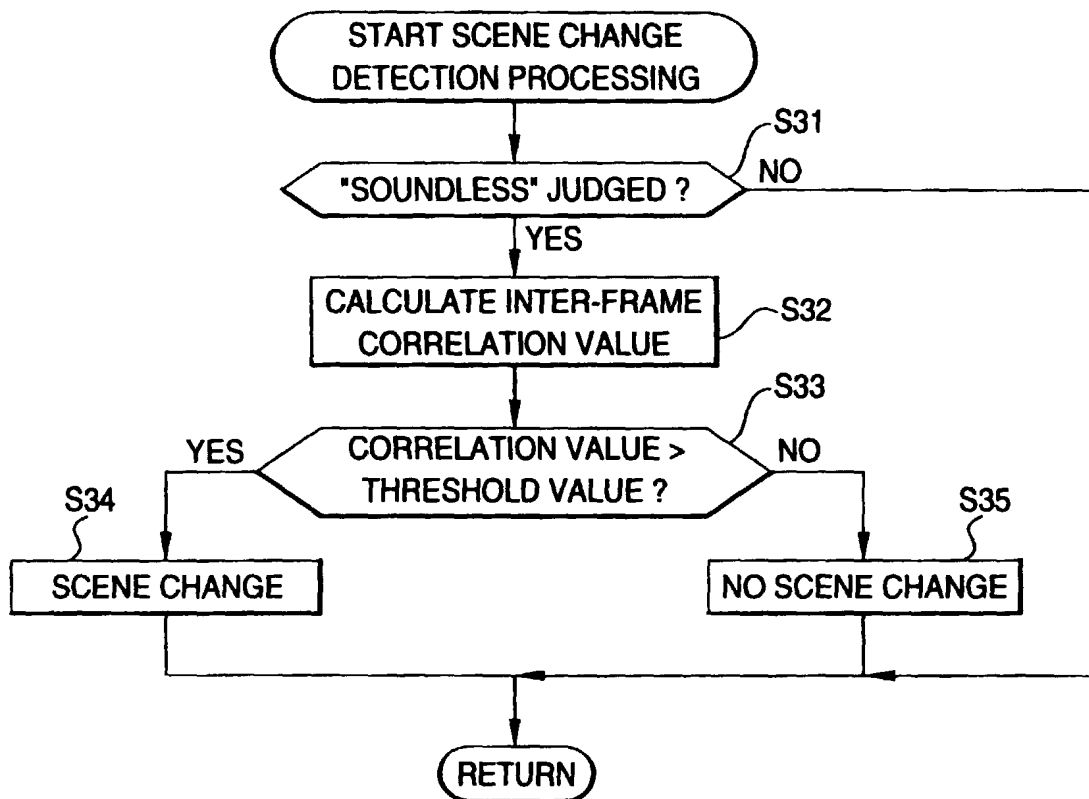 START SCENE CHANGE
DETECTION PROCESSING
S31
"SOUNDLESS" JUDGED ?
NO
YES
CALCULATE INTER-FRAME
CORRELATION VALUE
S32
S33
YES
CORRELATION VALUE >
THRESHOLD VALUE ?
NO
S34
S35
SCENE CHANGE
NO SCENE CHANGE
RETURN